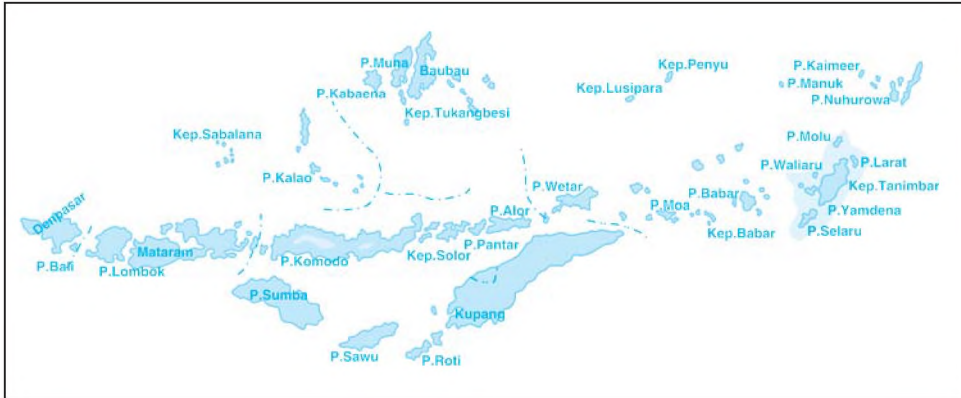 P.Muna
Baubau
P.Kabaena
Kep.Tukangbesi
Kep.Penyu
Kep.Lusipara
P.Kaimeer
P.Manuk
P.Nuhurowa
Kep.Sabalana
P.Kalao
P.Molu
P.Waliaru
P.Larat
Kep.Tanimbar
P.Yamdena
P.Selaru
P.Wetar
P.Babar
P.Moa
Kep.Babar
P.Alor
P.Pantar
Kep.Solor
Denpasar
P.Bali
Mataram
P.Lombok
P.Komodo
P.Sumba
Kupang
P.Sawu
P.Roti